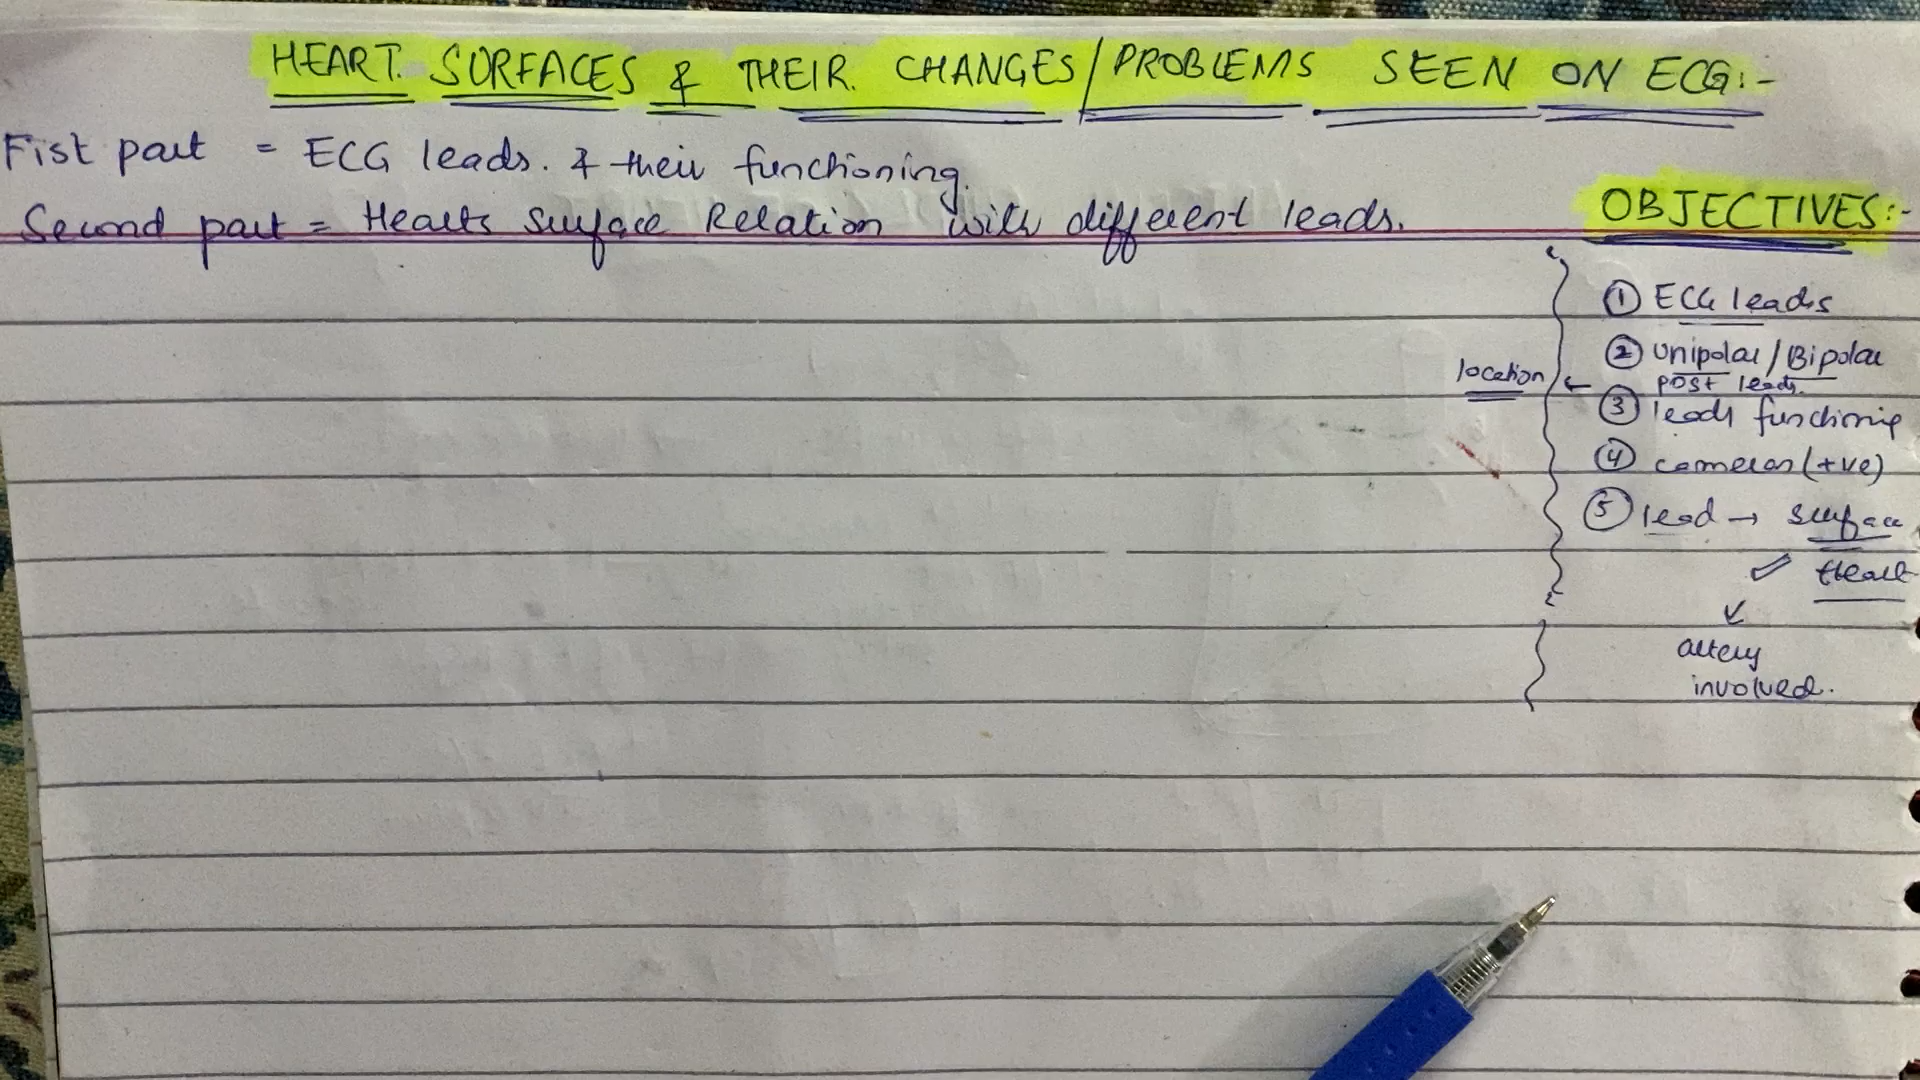 HEART SURFACES & THEIR CHANGES/PROBLEMS SEEN ON ECG:-
Fist part = ECG leads. & their functioning.
Second part = Hearts surface Relation with different leads.
OBJECTIVES:-
① ECG leads
② Unipolar / Bipolar
post leads.
location ←
③ leads functioning
④ cameras (+ve)
⑤ lead → surface
Heart
artery
involved.